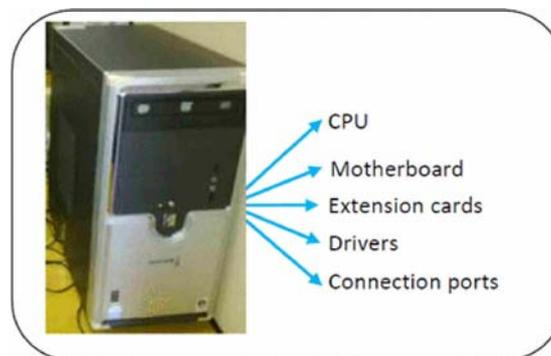 CPU
Motherboard
Extension cards
Drivers
Connection ports